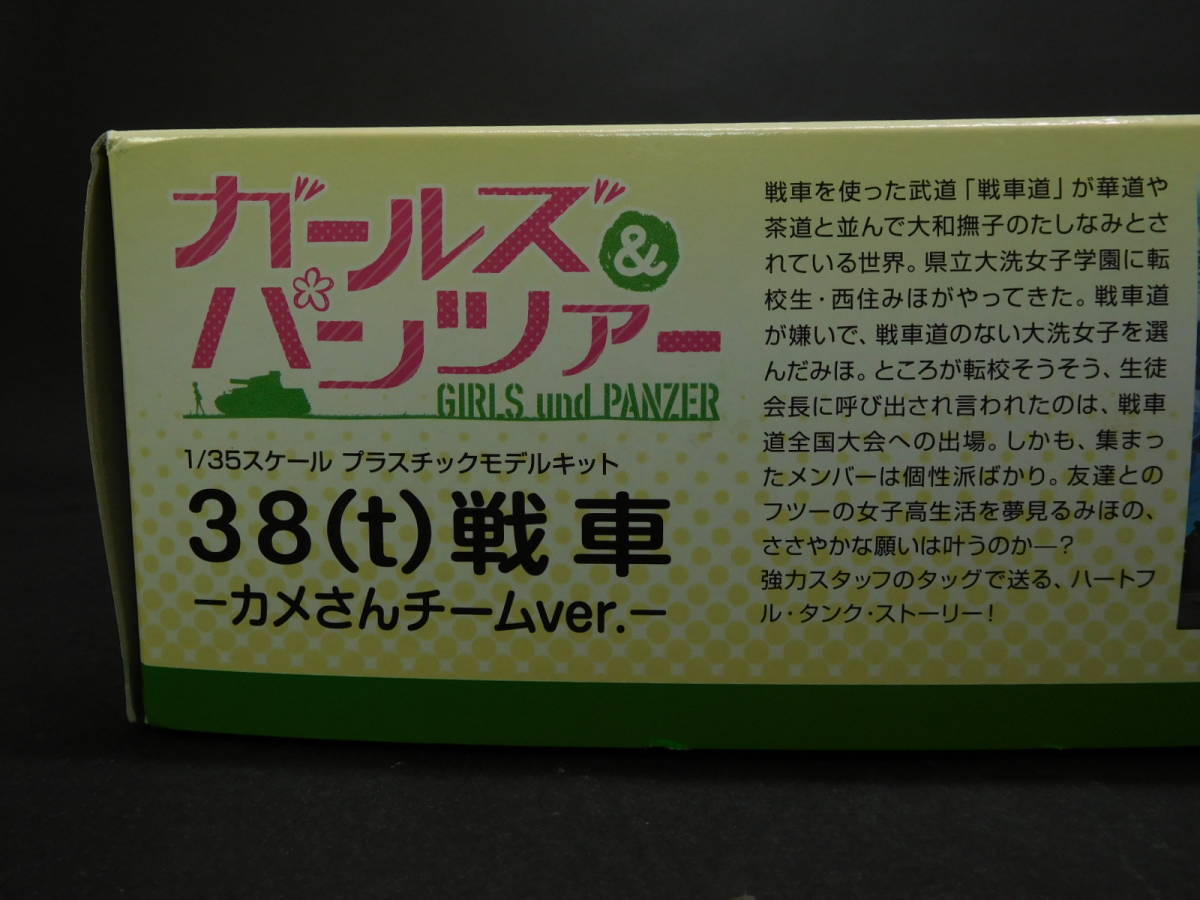 ガールズ&
パンツァー
GIRLS und PANZER
1/35スケール プラスチックモデルキット
38(t)戦車
−カメさんチームver.−
戦車を使った武道「戦車道」が華道や
茶道と並んで大和撫子のたしなみとさ
れている世界。県立大洗女子学園に転
校生・西住みほがやってきた。戦車道
が嫌いで、戦車道のない大洗女子を選
んだみほ。ところが転校そうそう、生徒
会長に呼び出され言われたのは、戦車
道全国大会への出場。しかも、集まっ
たメンバーは個性派ばかり。友達との
フツーの女子高生活を夢見るみほの、
ささやかな願いは叶うのか―?
強力スタッフのタッグで送る、ハートフ
ル・タンク・ストーリー!